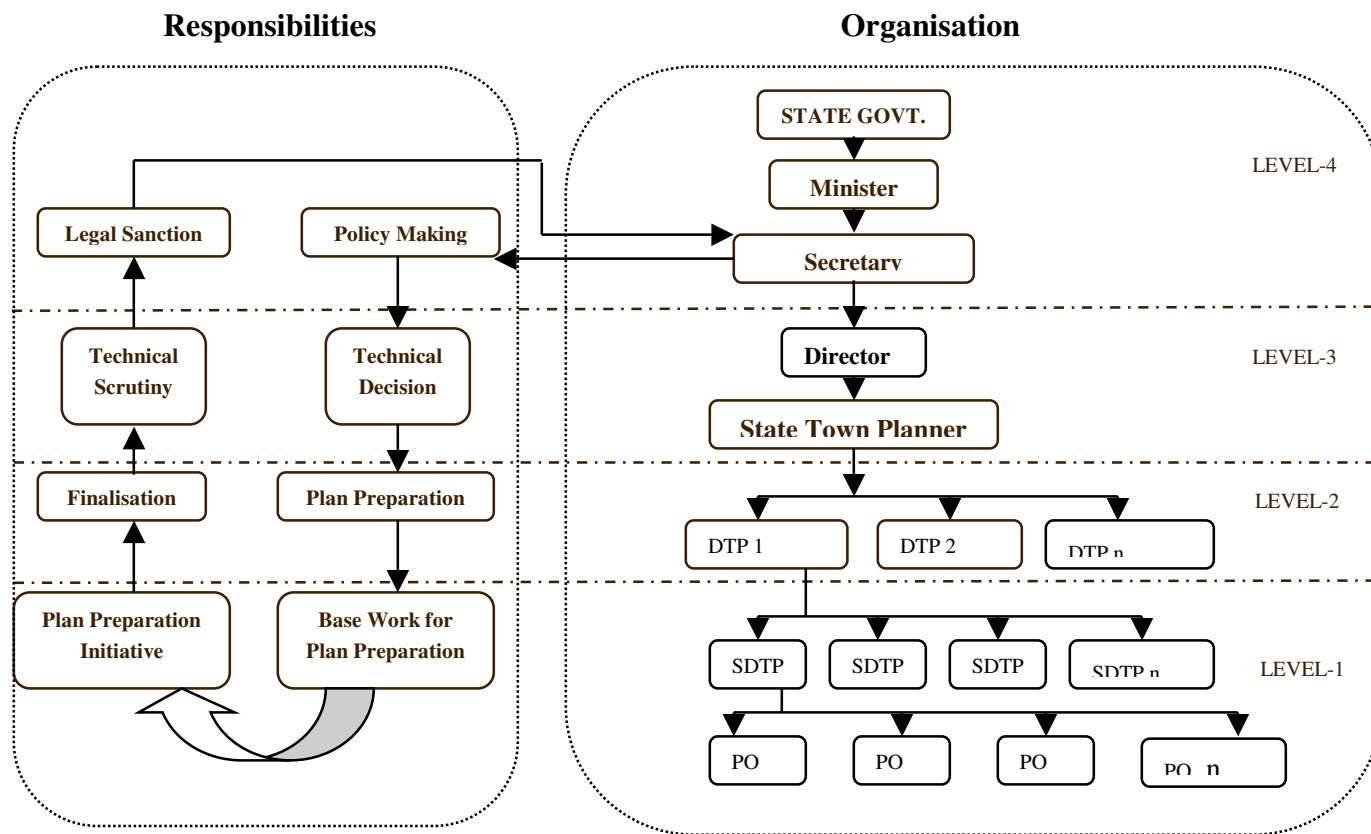 Responsibilities
Organisation
STATE GOVT.
LEVEL-4
Minister
Legal Sanction
Policy Making
Secretary
Technical
Scrutiny
Technical
Decision
Director
LEVEL-3
State Town Planner
Finalisation
Plan Preparation
LEVEL-2
DTP 1
DTP 2
DTP n
Plan Preparation
Initiative
Base Work for
Plan Preparation
SDTP
SDTP
SDTP
SDTP n
LEVEL-1
PO
PO
PO
PO n